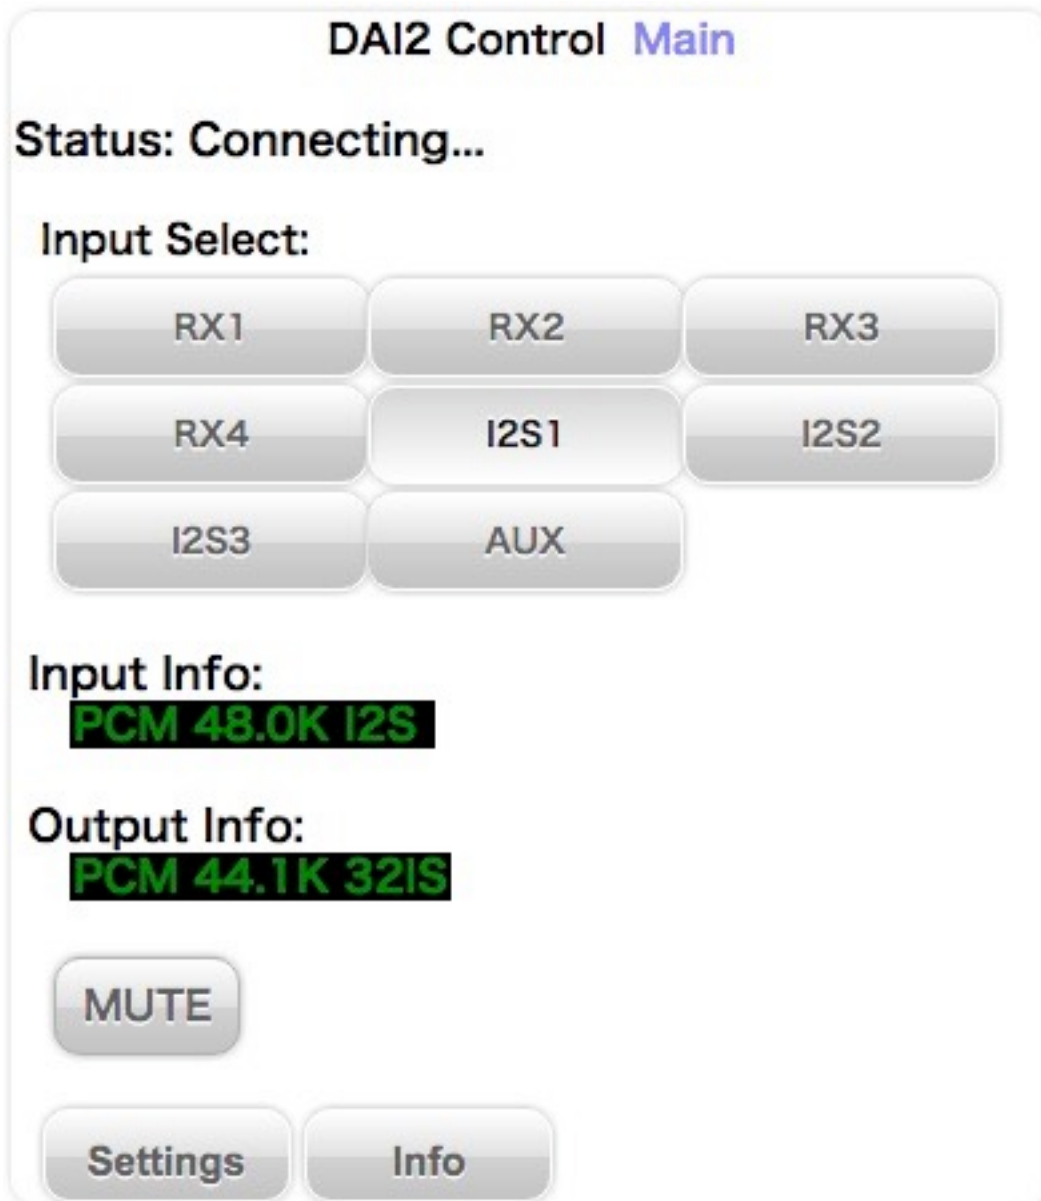 DAI2 Control Main
Status: Connecting...
Input Select:
RX1 RX2 RX3
RX4 I2S1 I2S2
I2S3 AUX
Input Info:
PCM 48.0K I2S
Output Info:
PCM 44.1K 32IS
MUTE
Settings Info